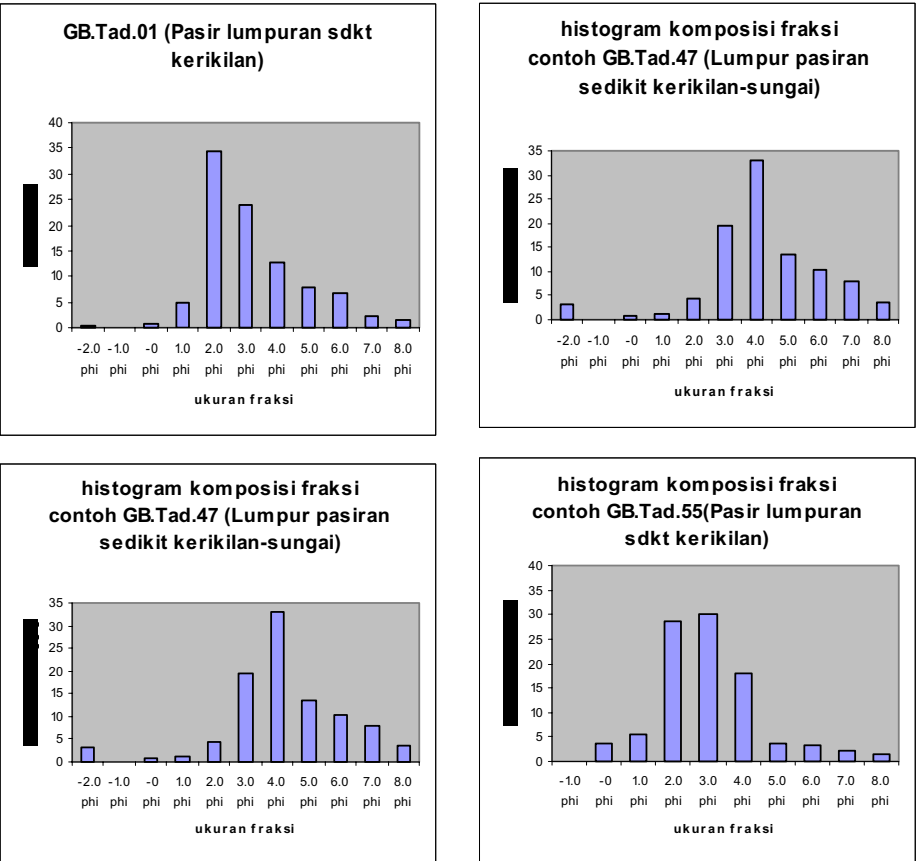 GB.Tad.01 (Pasir lumpuran sdkt
kerikilan)
40
35
30
25
20
15
10
5
0
-2.0 -1.0 -0 1.0 2.0 3.0 4.0 5.0 6.0 7.0 8.0
phi phi phi phi phi phi phi phi phi phi phi
ukuran fraksi
histogram komposisi fraksi
contoh GB.Tad.47 (Lumpur pasiran
sedikit kerikilan-sungai)
35
30
25
20
15
10
5
0
-2.0 -1.0 -0 1.0 2.0 3.0 4.0 5.0 6.0 7.0 8.0
phi phi phi phi phi phi phi phi phi phi phi
ukuran fraksi
histogram komposisi fraksi
contoh GB.Tad.47 (Lumpur pasiran
sedikit kerikilan-sungai)
35
30
25
20
15
10
5
0
-2.0 -1.0 -0 1.0 2.0 3.0 4.0 5.0 6.0 7.0 8.0
phi phi phi phi phi phi phi phi phi phi phi
ukuran fraksi
histogram komposisi fraksi
contoh GB.Tad.55(Pasir lumpuran
sdkt kerikilan)
40
35
30
25
20
15
10
5
0
-1.0 -0 1.0 2.0 3.0 4.0 5.0 6.0 7.0 8.0
phi phi phi phi phi phi phi phi phi phi
ukuran fraksi